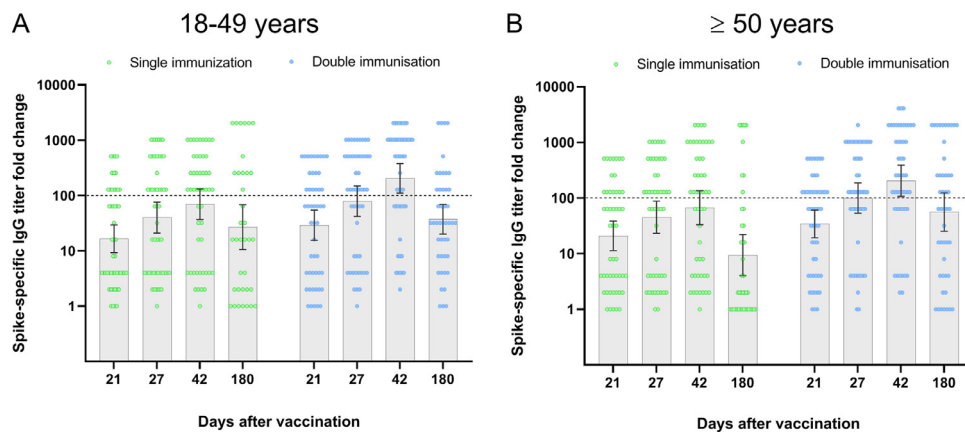 A
18-49 years
Single immunization
Double immunisation
Spike-specific IgG titer fold change
10000
1000
100
10
1
21 27 42 180 21 27 42 180
Days after vaccination
B
≥ 50 years
Single immunisation
Double immunisation
Spike-specific IgG titer fold change
10000
1000
100
10
1
21 27 42 180 21 27 42 180
Days after vaccination